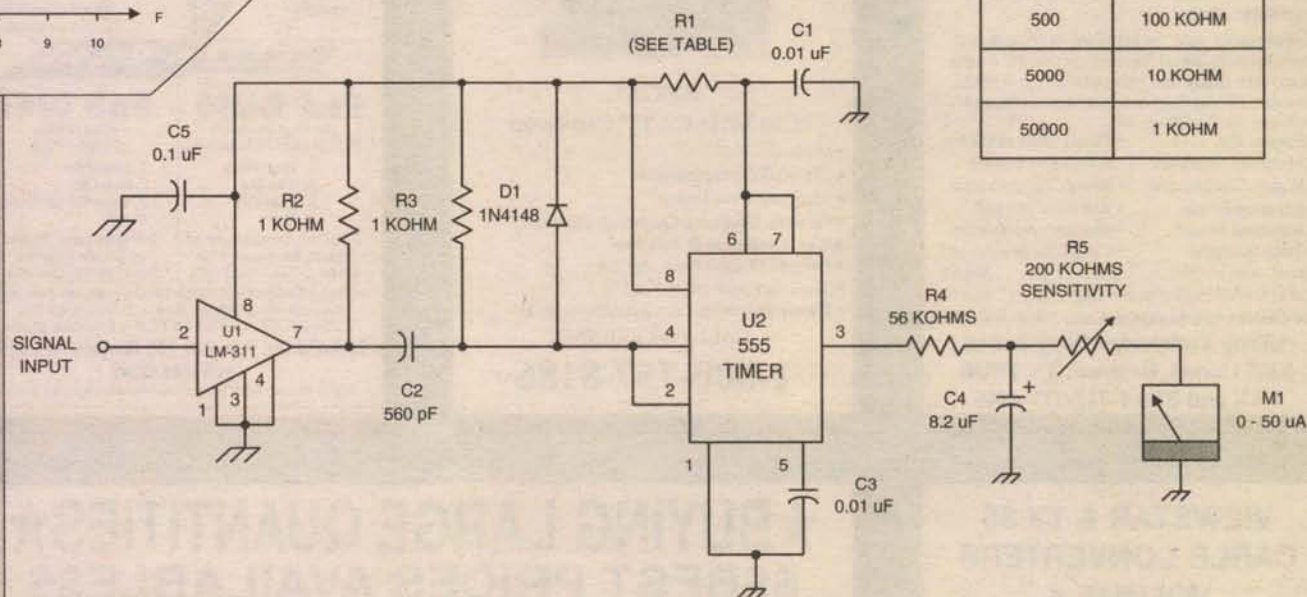 F
8 9 10
500 100 KOHM
5000 10 KOHM
50000 1 KOHM
R1
(SEE TABLE)
C1
0.01 uF
C5
0.1 uF
R2
1 KOHM
R3
1 KOHM
D1
1N4148
6 7
8
4
2
3
1
5
U2
555
TIMER
SIGNAL
INPUT
2
8
U1
LM-311
7
4
3
1
C2
560 pF
R4
56 KOHMS
R5
200 KOHMS
SENSITIVITY
C4
8.2 uF
+
M1
0 - 50 uA
C3
0.01 uF